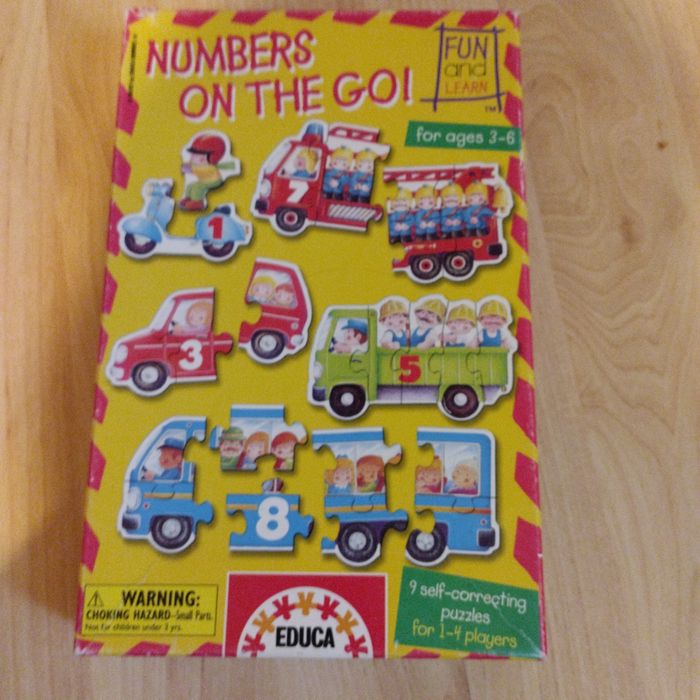 NUMBERS
ON THE GO!
FUN
and
LEARN
TM
for ages 3-6
1
7
3
5
8
WARNING:
CHOKING HAZARD-Small Parts.
Not for children under 3 yrs.
EDUCA
9 self-correcting
puzzles
for 1-4 players